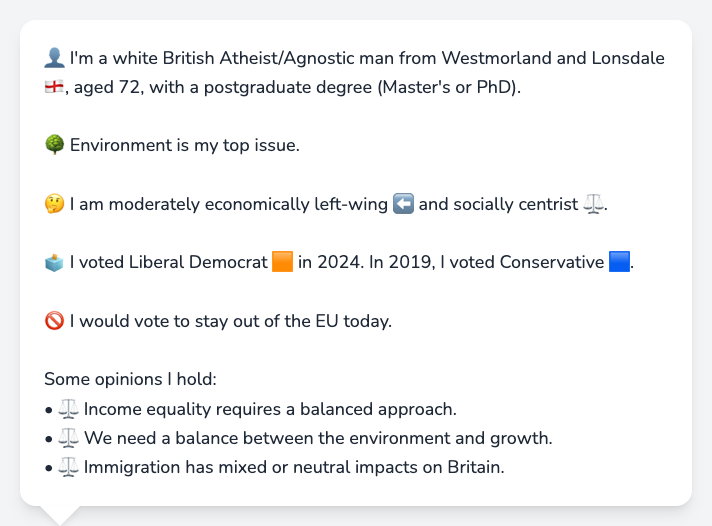 👤 I'm a white British Atheist/Agnostic man from Westmorland and Lonsdale
🏴󠁧󠁢󠁥󠁮󠁧󠁿, aged 72, with a postgraduate degree (Master's or PhD).
🌳 Environment is my top issue.
🤔 I am moderately economically left-wing ⬅️ and socially centrist ⚖️.
🗳️ I voted Liberal Democrat 🟧 in 2024. In 2019, I voted Conservative 🟦.
🚫 I would vote to stay out of the EU today.
Some opinions I hold:
• ⚖️ Income equality requires a balanced approach.
• ⚖️ We need a balance between the environment and growth.
• ⚖️ Immigration has mixed or neutral impacts on Britain.